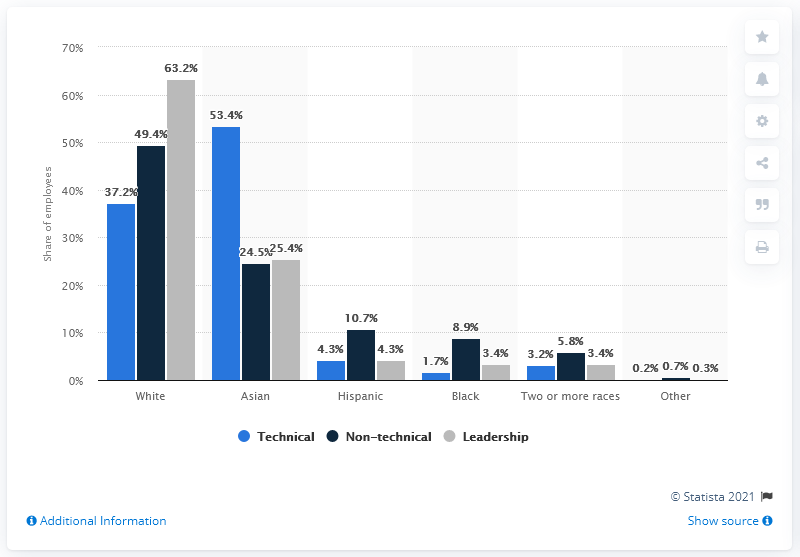 70%
60%
50%
40%
30%
20%
10%
0%
Share of employees
37.2% 49.4% 63.2%
53.4% 24.5% 25.4%
4.3% 10.7% 4.3%
1.7% 8.9% 3.4%
3.2% 5.8% 3.4%
0.2% 0.7% 0.3%
White Asian Hispanic Black Two or more races Other
Technical Non-technical Leadership
© Statista 2021
Additional Information Show source